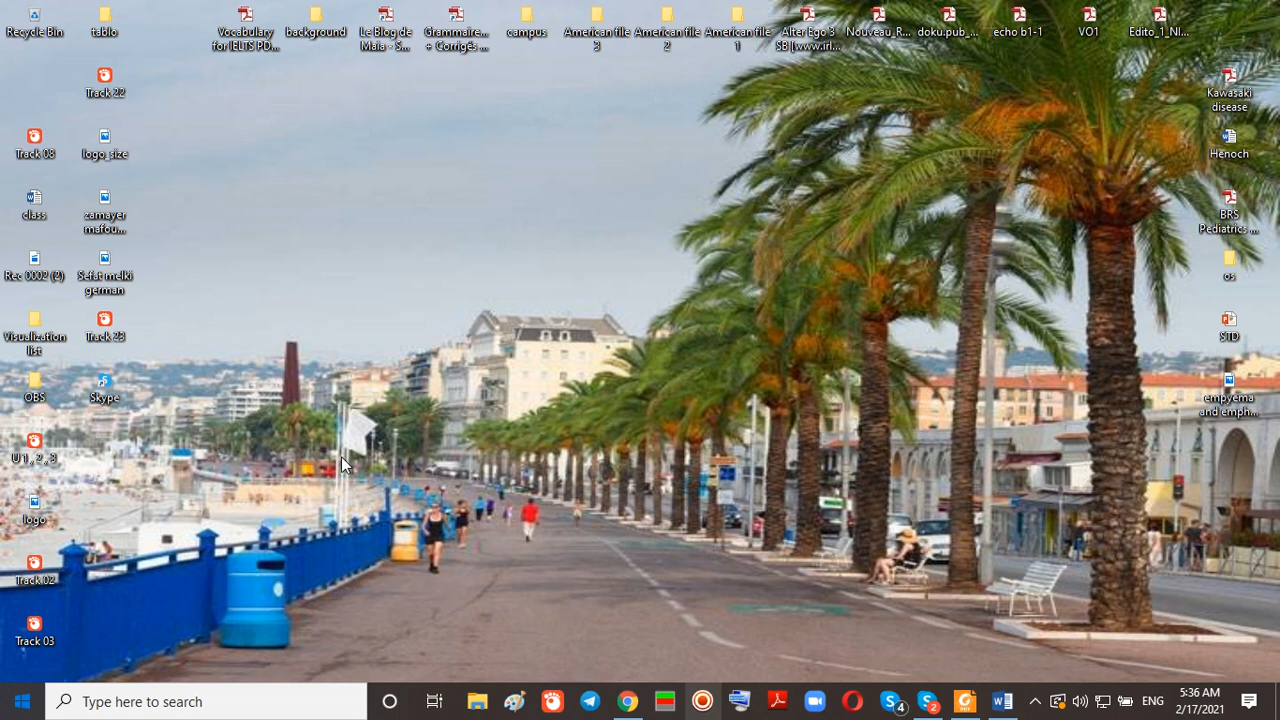 Recycle Bin
tablo
Vocabulary
for IELTS PD...
background
Le Blog de
Maïa - S...
Grammaire...
+ Corrigés ...
campus
American file
3
American file
2
American file
1
Alter Ego 3
SB [www.irl...
Nouveau_R...
doku.pub_...
echo b1-1
VO1
Edito_1_NI...
Track 22
Kawasaki
disease
Track 08
logo_size
Henoch
class
zamayer
mafou...
BRS
Pediatrics ...
Rec 0002 (2)
Sefat melki
german
os
Visualization
list
Track 23
STD
OBS
Skype
empyema
and emph...
U 1 , 2 , 3
logo
Track 02
Track 03
Type here to search
4
2
PDF
ENG
5:36 AM
2/17/2021